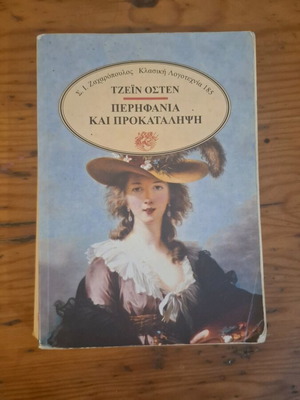 Σ. Ι. Ζαχαρόπουλος Κλασική Λογοτεχνία 185
ΤΖΕΪΝ ΟΣΤΕΝ
ΠΕΡΗΦΑΝΙΑ
ΚΑΙ ΠΡΟΚΑΤΑΛΗΨΗ